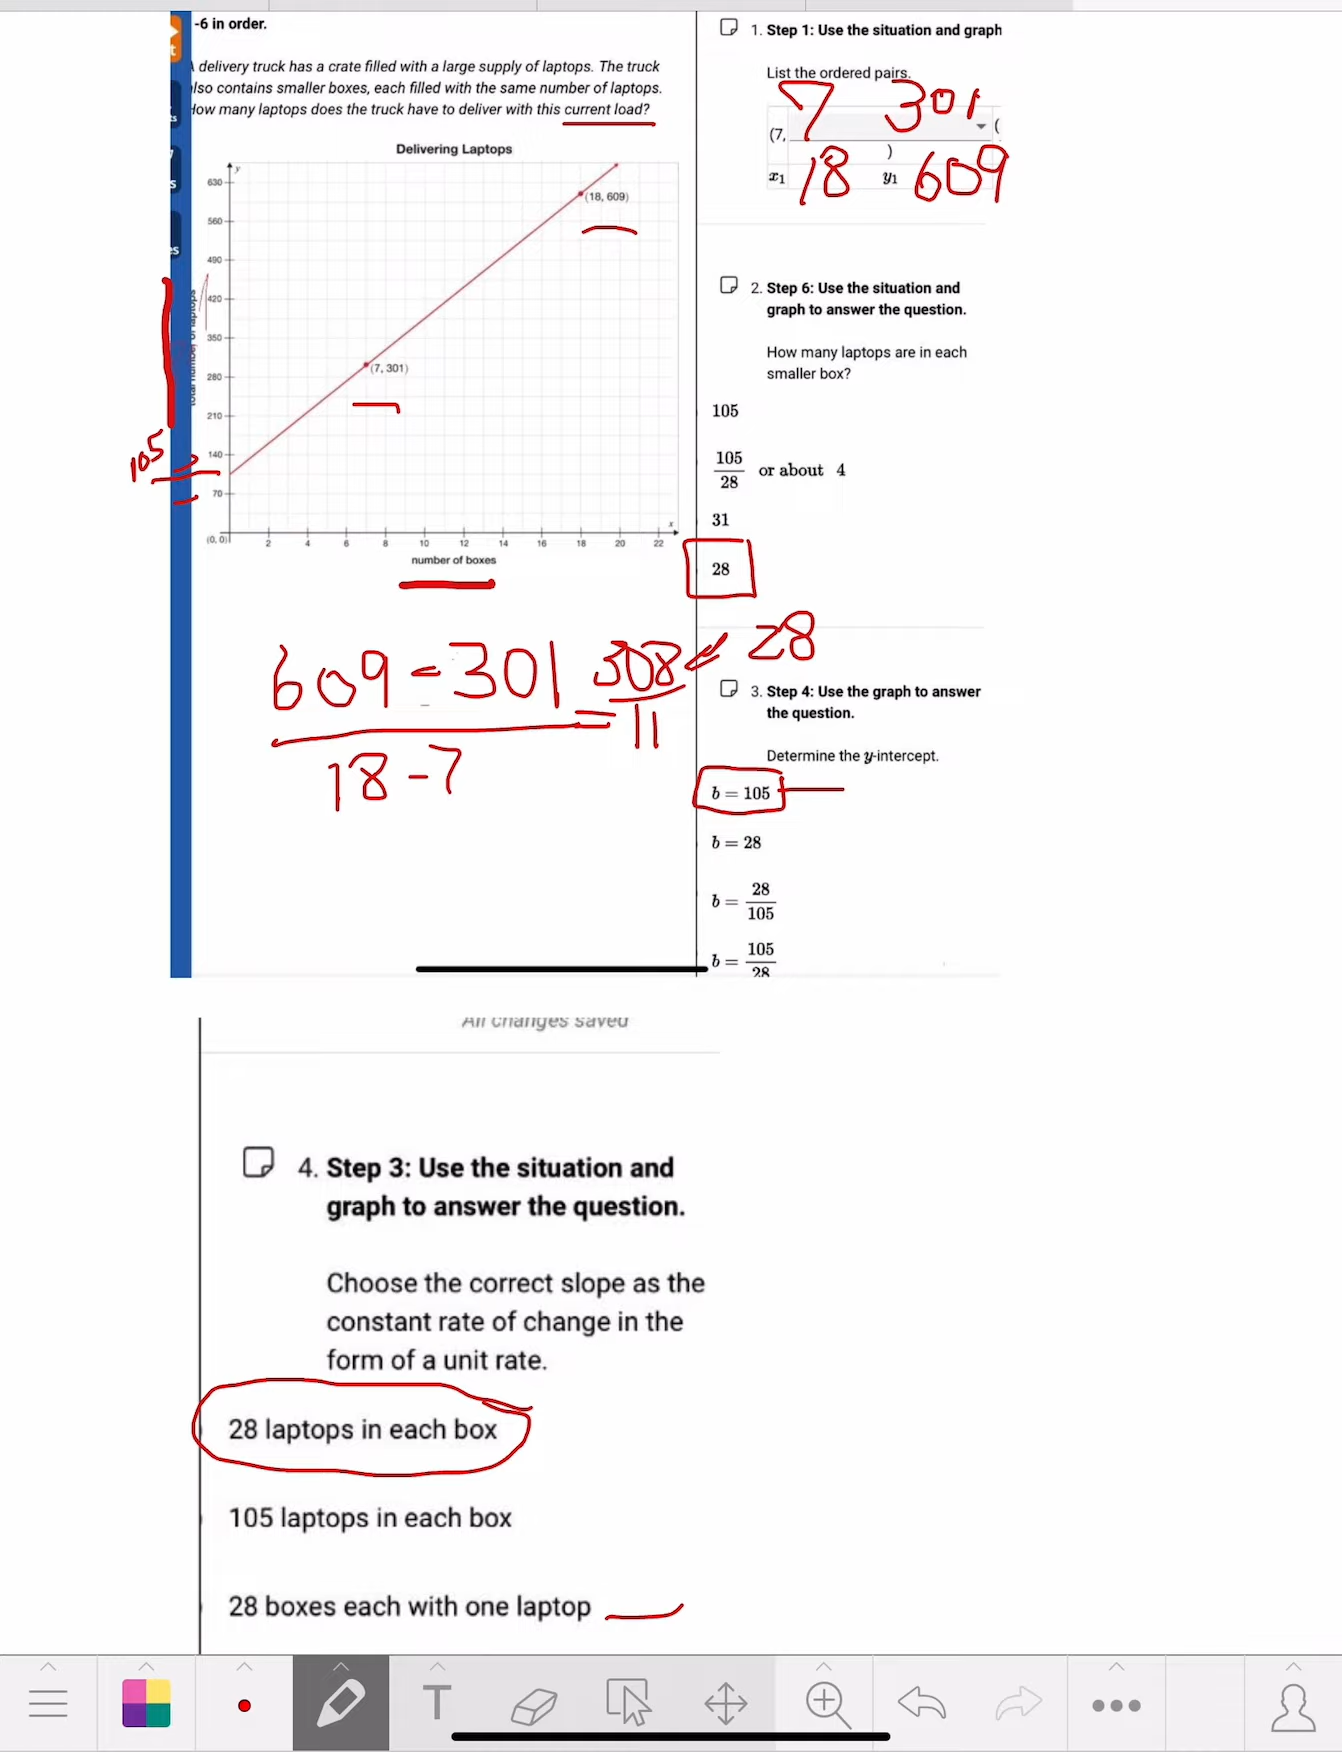 -6 in order.
delivery truck has a crate filled with a large supply of laptops. The truck
also contains smaller boxes, each filled with the same number of laptops.
How many laptops does the truck have to deliver with this current load?
Delivering Laptops
y
630
560
490
420
350
280
210
140
70
(0, 0)
2 4 6 8 10 12 14 16 18 20 22
x
number of boxes
total number of laptops
(18, 609)
(7, 301)
105
609 - 301 = 308 28
18 - 7 11
1. Step 1: Use the situation and graph
List the ordered pairs.
7 301
(7, (
)
x₁ 18 y₁ 609
2. Step 6: Use the situation and
graph to answer the question.
How many laptops are in each
smaller box?
105
105/28 or about 4
31
28
3. Step 4: Use the graph to answer
the question.
Determine the y-intercept.
b = 105
b = 28
b = 28/105
b = 105/28
All changes saved
4. Step 3: Use the situation and
graph to answer the question.
Choose the correct slope as the
constant rate of change in the
form of a unit rate.
28 laptops in each box
105 laptops in each box
28 boxes each with one laptop
T